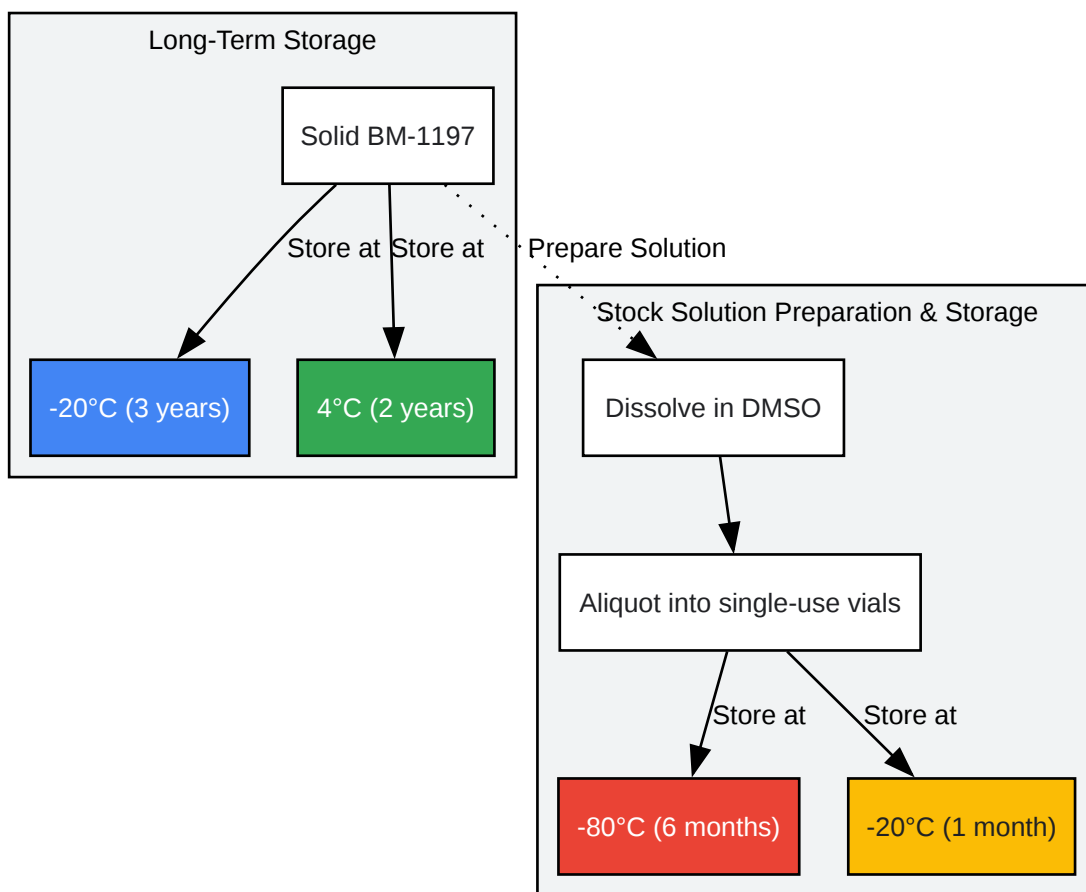 Long-Term Storage
Solid BM-1197
Store at
Store at
Prepare Solution
-20°C (3 years)
4°C (2 years)
Stock Solution Preparation & Storage
Dissolve in DMSO
Aliquot into single-use vials
Store at
Store at
-80°C (6 months)
-20°C (1 month)